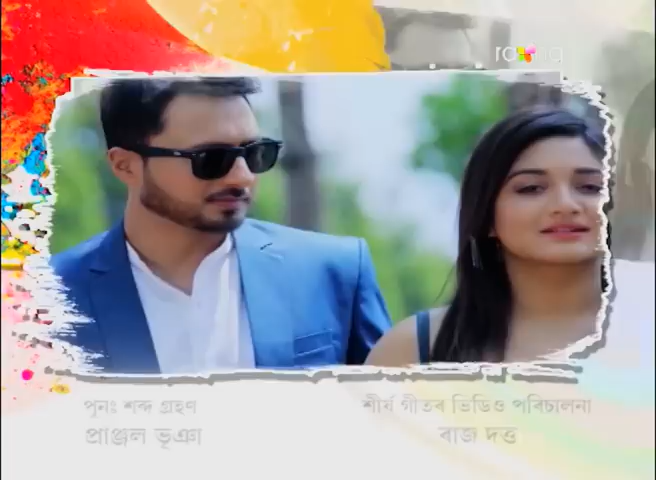 পুনঃ শব্দ গ্ৰহণ
প্ৰাঞ্জল ভূঞা
শীৰ্ষ গীতৰ ভিডিও পৰিচালনা
ৰাজ দত্ত